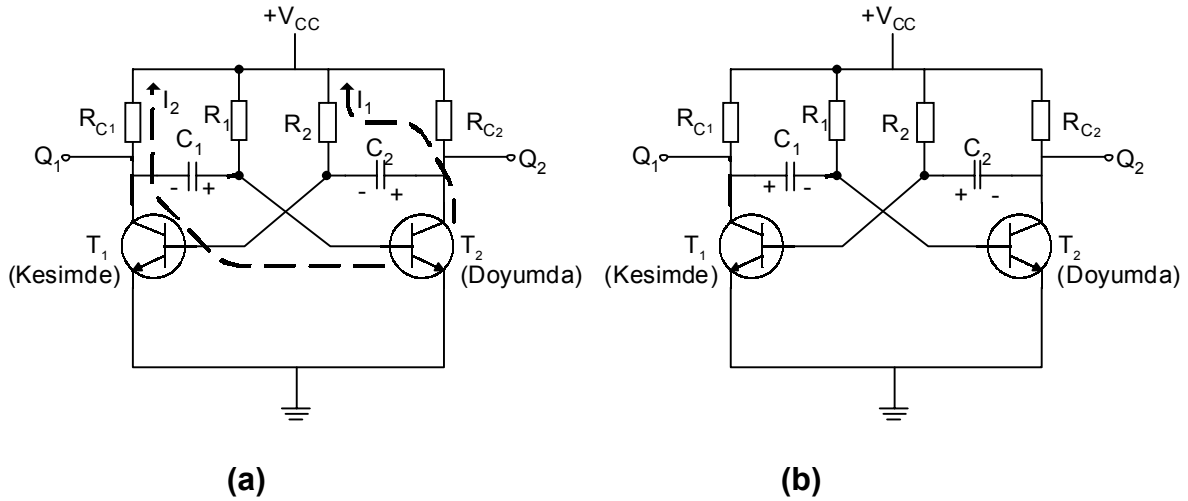 +V_CC
+V_CC
R_C1
I_2
R_1
R_2
I_1
R_C2
R_C1
R_1
R_2
R_C2
Q_1
C_1
C_2
Q_2
Q_1
C_1
C_2
Q_2
- +
- +
+ -
+ -
T_1
(Kesimde)
T_2
(Doyumda)
T_1
(Kesimde)
T_2
(Doyumda)
(a)
(b)